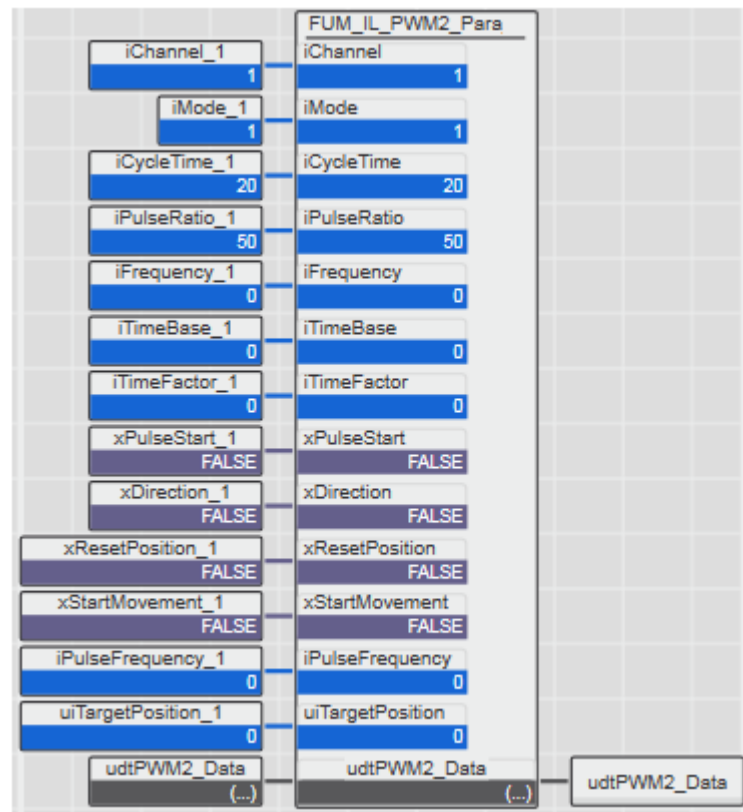 FUM_IL_PWM2_Para
iChannel_1 iChannel
1 1
iMode_1 iMode
1 1
iCycleTime_1 iCycleTime
20 20
iPulseRatio_1 iPulseRatio
50 50
iFrequency_1 iFrequency
0 0
iTimeBase_1 iTimeBase
0 0
iTimeFactor_1 iTimeFactor
0 0
xPulseStart_1 xPulseStart
FALSE FALSE
xDirection_1 xDirection
FALSE FALSE
xResetPosition_1 xResetPosition
FALSE FALSE
xStartMovement_1 xStartMovement
FALSE FALSE
iPulseFrequency_1 iPulseFrequency
0 0
uiTargetPosition_1 uiTargetPosition
0 0
udtPWM2_Data udtPWM2_Data
(...) (...) udtPWM2_Data